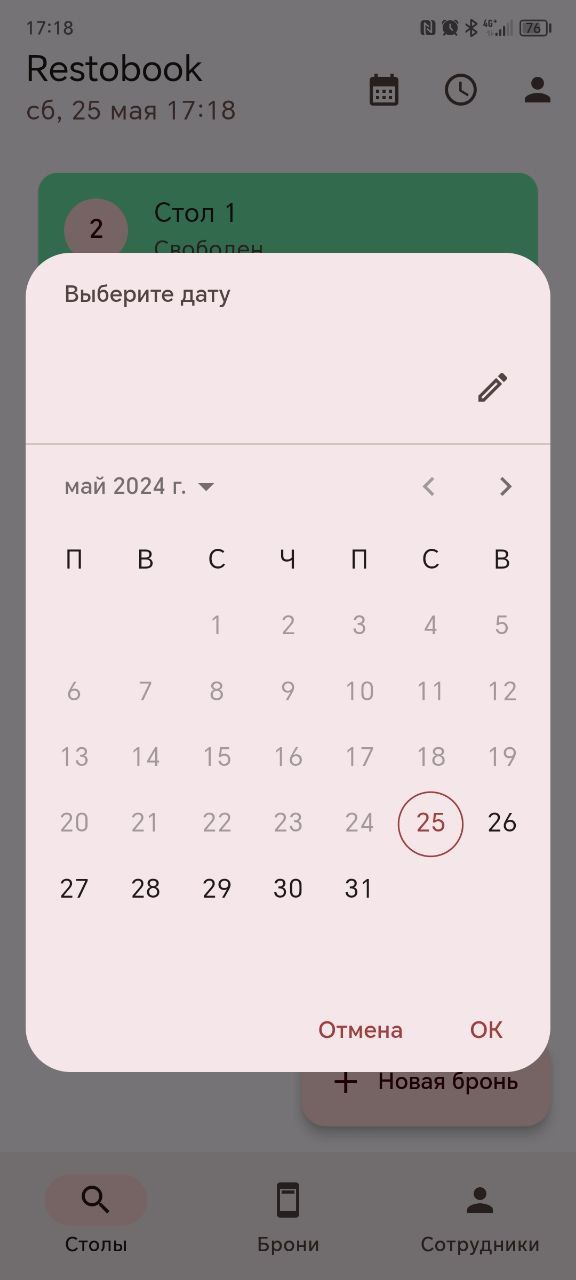 17:18 4G+ 76
Restobook
сб, 25 мая 17:18
2 Стол 1
Свободен
Выберите дату
май 2024 г.
П В С Ч П С В
1 2 3 4 5
6 7 8 9 10 11 12
13 14 15 16 17 18 19
20 21 22 23 24 25 26
27 28 29 30 31
Отмена ОК
Новая бронь
Столы Брони Сотрудники